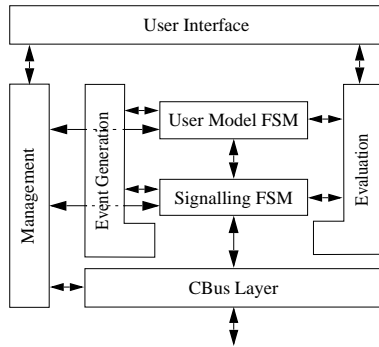 User Interface
Management
Event Generation
User Model FSM
Signalling FSM
Evaluation
CBus Layer